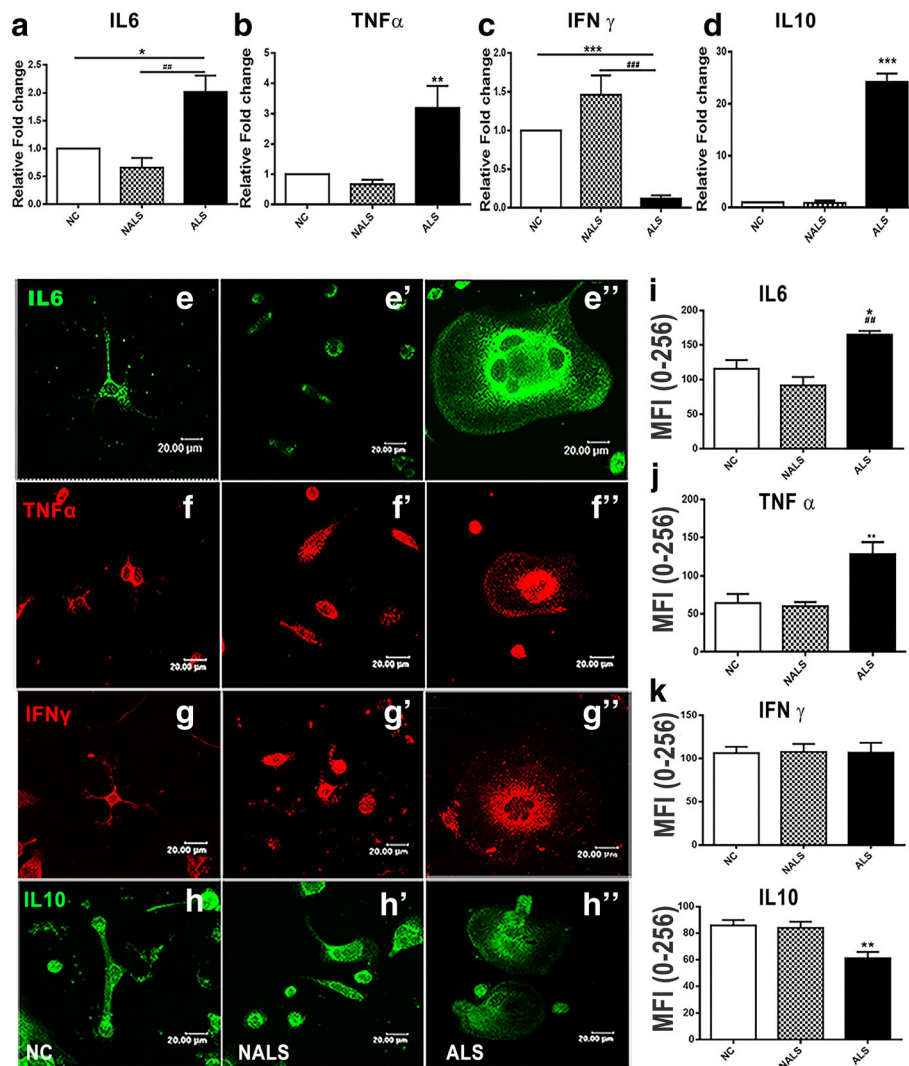 a IL6
Relative Fold change
2.5
2.0
1.5
1.0
0.5
0.0
* 
##
NC NALS ALS
b TNFα
Relative Fold change
5
4
3
2
1
0
**
NC NALS ALS
c IFN γ
Relative Fold change
2.0
1.5
1.0
0.5
0.0
***
###
NC NALS ALS
d IL10
Relative Fold change
30
20
10
0
***
NC NALS ALS
IL6 e e’ e’’
20.00 µm 20.00 µm 20.00 µm
TNFα f f’ f’’
20.00 µm 20.00 µm 20.00 µm
IFNγ g g’ g’’
20.00 µm 20.00 µm 20.00 µm
IL10 h h’ h’’
20.00 µm 20.00 µm 20.00 µm
NC NALS ALS
i IL6
MFI (0-256)
200
150
100
50
0
*
##
NC NALS ALS
j TNF α
MFI (0-256)
200
150
100
50
0
**
NC NALS ALS
k IFN γ
MFI (0-256)
150
100
50
0
NC NALS ALS
IL10
MFI (0-256)
100
80
60
40
20
0
**
NC NALS ALS